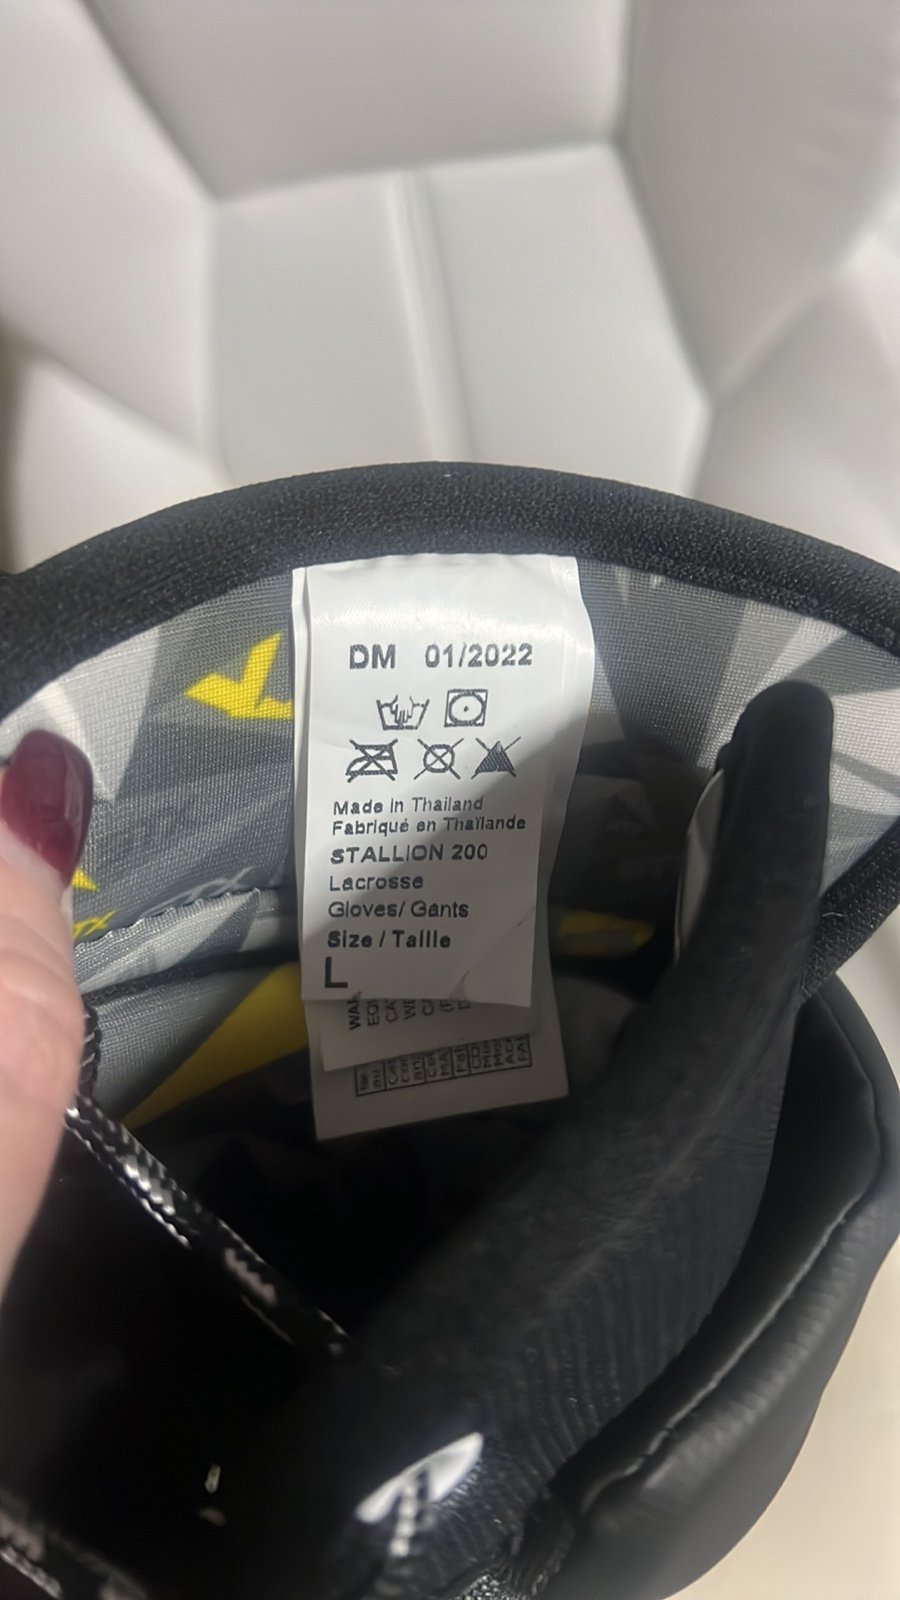 DM 01/2022
Made in Thailand
Fabriqué en Thaïlande
STALLION 200
Lacrosse
Gloves/ Gants
Size / Taille
L